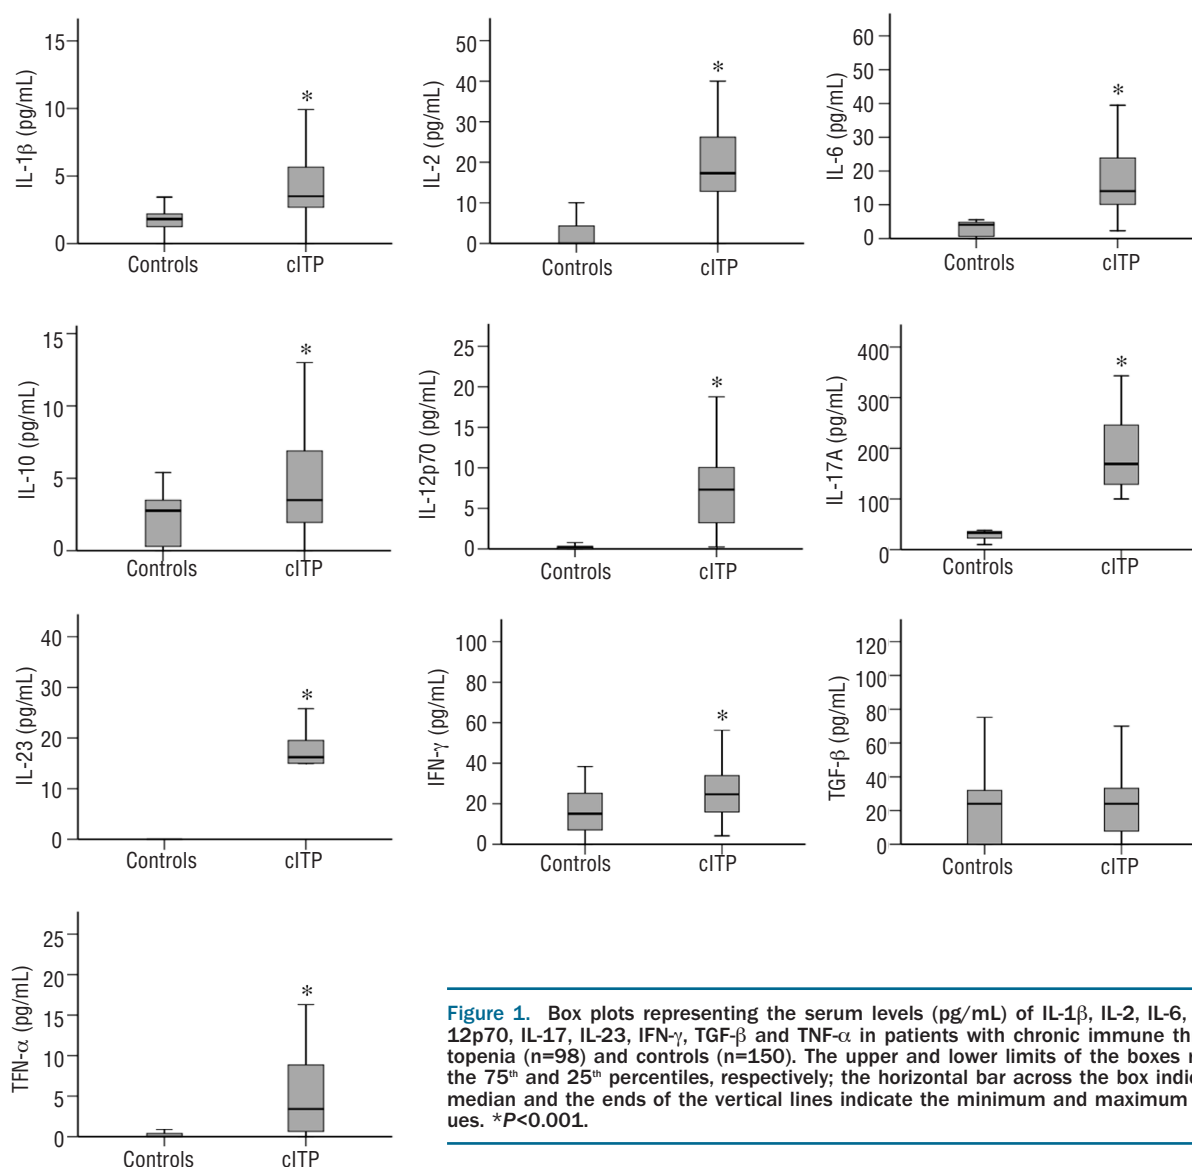 IL-1β (pg/mL)
15
10
5
0
*
Controls
cITP
IL-2 (pg/mL)
50
40
30
20
10
0
*
Controls
cITP
IL-6 (pg/mL)
60
50
40
30
20
10
0
*
Controls
cITP
IL-10 (pg/mL)
15
10
5
0
*
Controls
cITP
IL-12p70 (pg/mL)
25
20
15
10
5
0
*
Controls
cITP
IL-17A (pg/mL)
400
300
200
100
0
*
Controls
cITP
IL-23 (pg/mL)
40
30
20
10
0
*
Controls
cITP
IFN-γ (pg/mL)
100
80
60
40
20
0
*
Controls
cITP
TGF-β (pg/mL)
120
100
80
60
40
20
0
Controls
cITP
TFN-α (pg/mL)
25
20
15
10
5
0
*
Controls
cITP
Figure 1. Box plots representing the serum levels (pg/mL) of IL-1β, IL-2, IL-6,
12p70, IL-17, IL-23, IFN-γ, TGF-β and TNF-α in patients with chronic immune th
topenia (n=98) and controls (n=150). The upper and lower limits of the boxes
the 75th and 25th percentiles, respectively; the horizontal bar across the box indic
median and the ends of the vertical lines indicate the minimum and maximum
ues. *P<0.001.